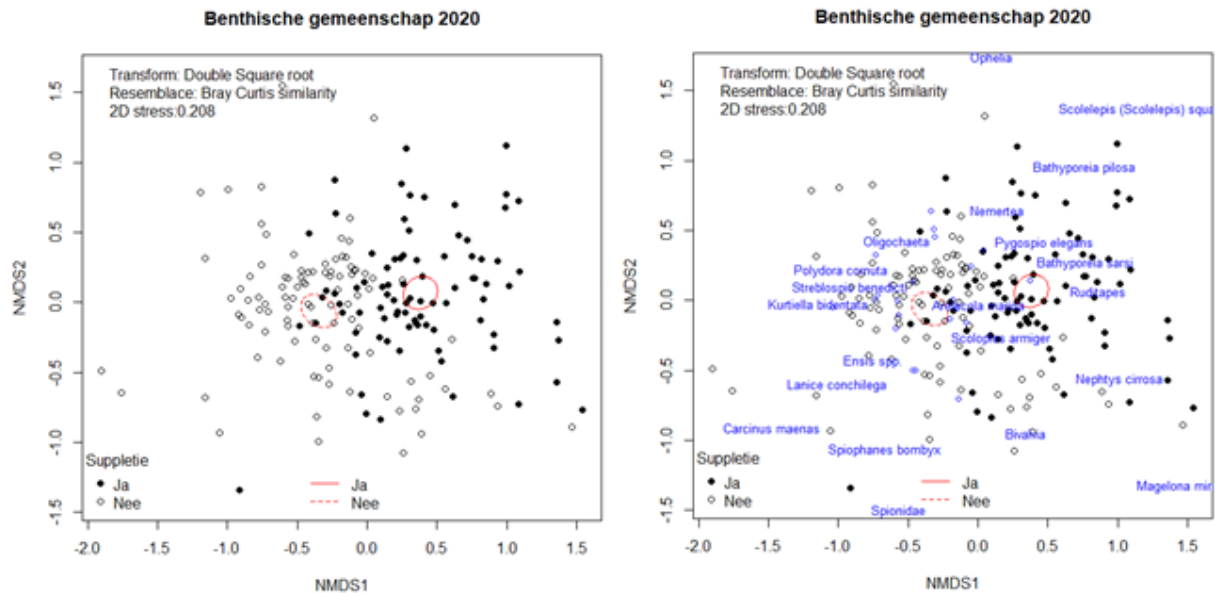 Benthische gemeenschap 2020
Transform: Double Square root
Resemblace: Bray Curtis similarity
2D stress:0.208
NMDS2
1.5
1.0
0.5
0.0
-0.5
-1.0
-1.5
Suppletie
Ja
Nee
Ja
Nee
-2.0 -1.5 -1.0 -0.5 0.0 0.5 1.0 1.5
NMDS1
Benthische gemeenschap 2020
Ophelia
Transform: Double Square root
Resemblace: Bray Curtis similarity
2D stress:0.208
Scolelepis (Scolelepis) squa
Bathyporeia pilosa
Nemertea
Oligochaeta
Pygospio elegans
Bathyporeia sarsi
Polydora cornuta
Streblospio benedicti
Ruditapes
Kurtiella bidentata
Arenicola marina
Scoloplos armiger
Ensis spp.
Lanice conchilega
Nephtys cirrosa
Carcinus maenas
Bivalvia
Spiophanes bombyx
Magelona mir
Spionidae
NMDS2
1.5
1.0
0.5
0.0
-0.5
-1.0
-1.5
Suppletie
Ja
Nee
Ja
Nee
-2.0 -1.5 -1.0 -0.5 0.0 0.5 1.0 1.5
NMDS1